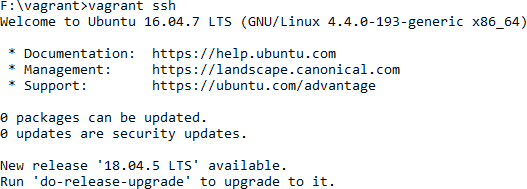 F:\vagrant>vagrant ssh
Welcome to Ubuntu 16.04.7 LTS (GNU/Linux 4.4.0-193-generic x86_64)
* Documentation:  https://help.ubuntu.com
* Management:     https://landscape.canonical.com
* Support:        https://ubuntu.com/advantage
0 packages can be updated.
0 updates are security updates.
New release '18.04.5 LTS' available.
Run 'do-release-upgrade' to upgrade to it.